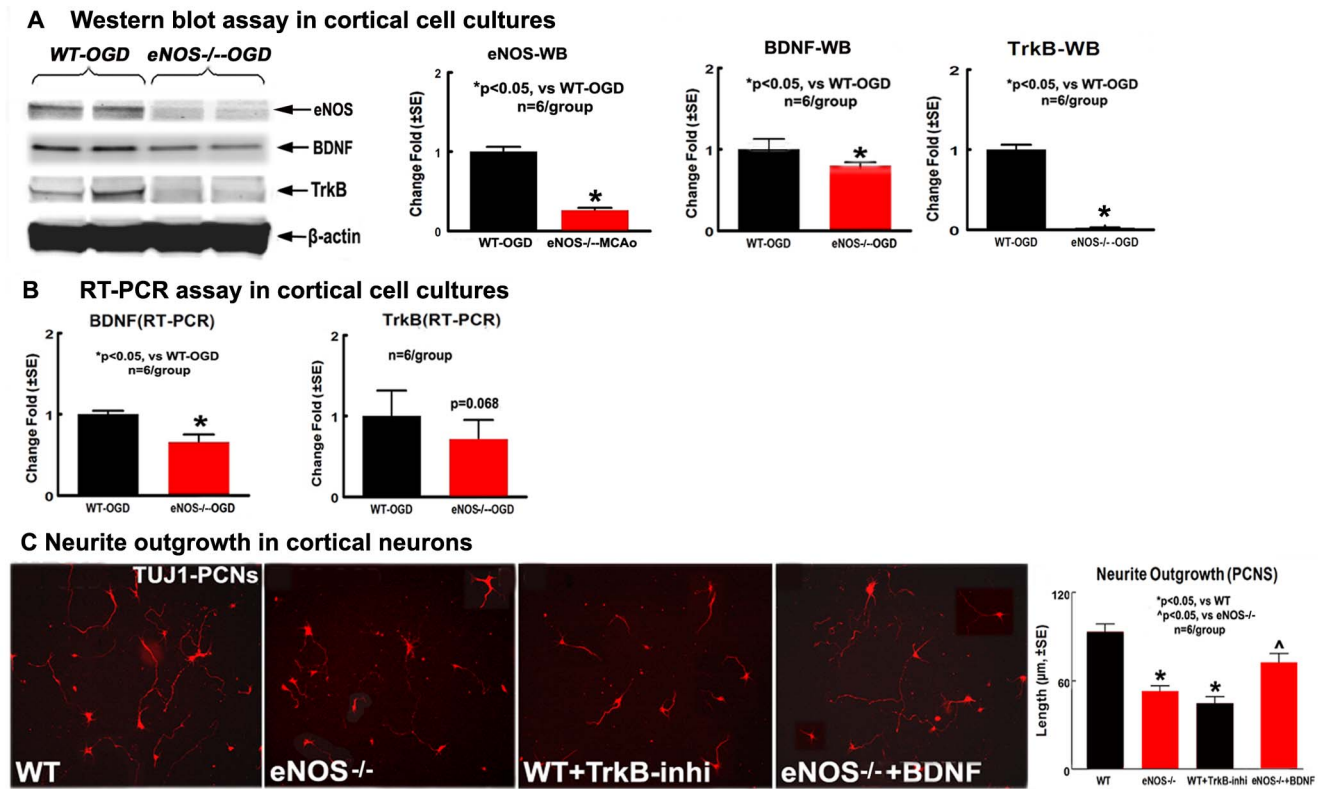 A Western blot assay in cortical cell cultures
WT-OGD eNOS-/--OGD
eNOS
BDNF
TrkB
β-actin
eNOS-WB
*p<0.05, vs WT-OGD
n=6/group
Change Fold (±SE)
2
1
0
*
WT-OGD eNOS-/--MCAo
BDNF-WB
*p<0.05, vs WT-OGD
n=6/group
Change Fold (±SE)
2
1
0
*
WT-OGD eNOS-/--OGD
TrkB-WB
*p<0.05, vs WT-OGD
n=6/group
Change Fold (±SE)
2
1
0
*
WT-OGD eNOS-/--OGD
B RT-PCR assay in cortical cell cultures
BDNF(RT-PCR)
*p<0.05, vs WT-OGD
n=6/group
Change Fold (±SE)
2
1
0
*
WT-OGD eNOS-/--OGD
TrkB(RT-PCR)
n=6/group
p=0.068
Change Fold (±SE)
2
1
0
WT-OGD eNOS-/--OGD
C Neurite outgrowth in cortical neurons
TUJ1-PCNs
WT
eNOS-/-
WT+TrkB-inhi
eNOS-/-+BDNF
Neurite Outgrowth (PCNS)
*p<0.05, vs WT
^p<0.05, vs eNOS-/-
n=6/group
Length (µm, ±SE)
120
60
0
* * ^
WT eNOS-/- WT+TrkB-inhi eNOS-/-+BDNF